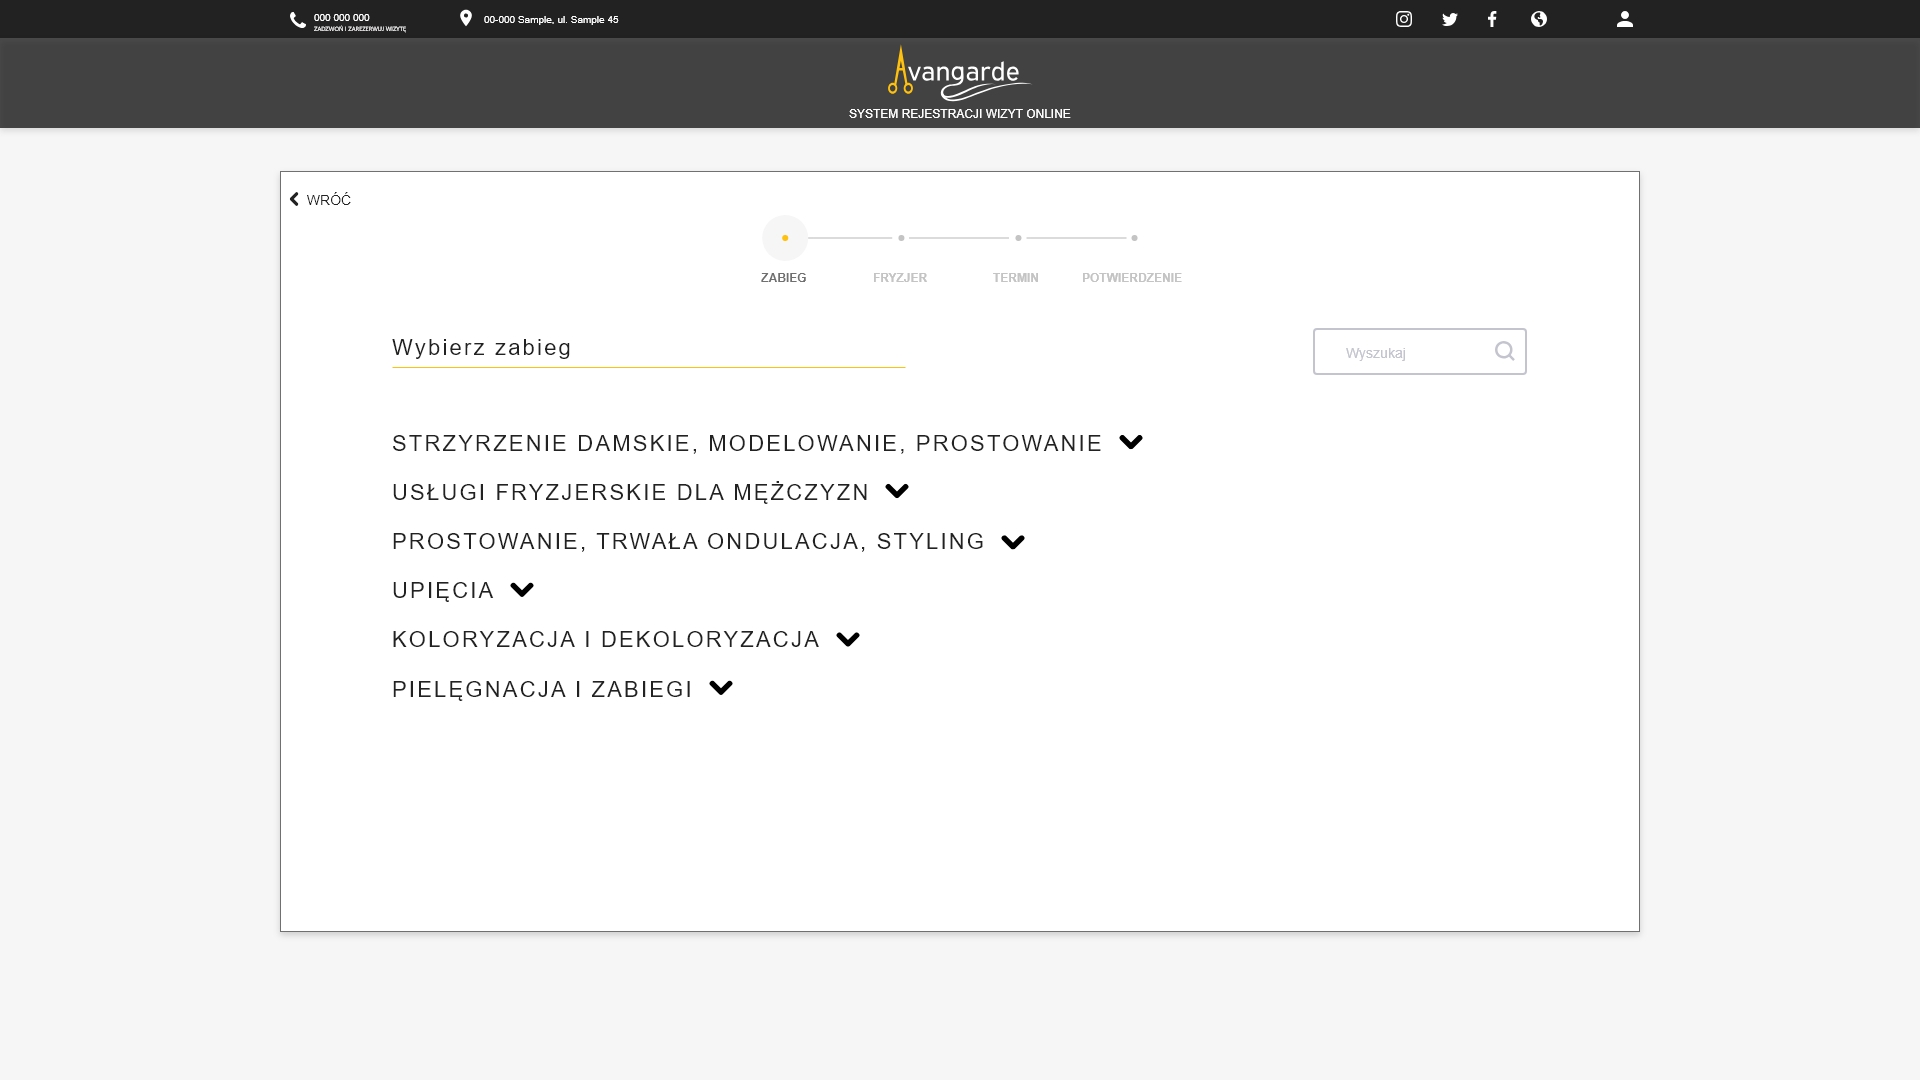 000 000 000
ZADZWOŃ I ZAREZERWUJ WIZYTĘ
00-000 Sample, ul. Sample 45
Avangarde
SYSTEM REJESTRACJI WIZYT ONLINE
WRÓĆ
ZABIEG FRYZJER TERMIN POTWIERDZENIE
Wybierz zabieg
Wyszukaj
STRZYRZENIE DAMSKIE, MODELOWANIE, PROSTOWANIE
USŁUGI FRYZJERSKIE DLA MĘŻCZYZN
PROSTOWANIE, TRWAŁA ONDULACJA, STYLING
UPIĘCIA
KOLORYZACJA I DEKOLORYZACJA
PIELĘGNACJA I ZABIEGI